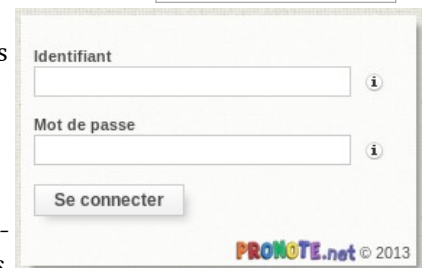 s
Identifiant
Mot de passe
Se connecter
-
s
PRONOTE.net © 2013